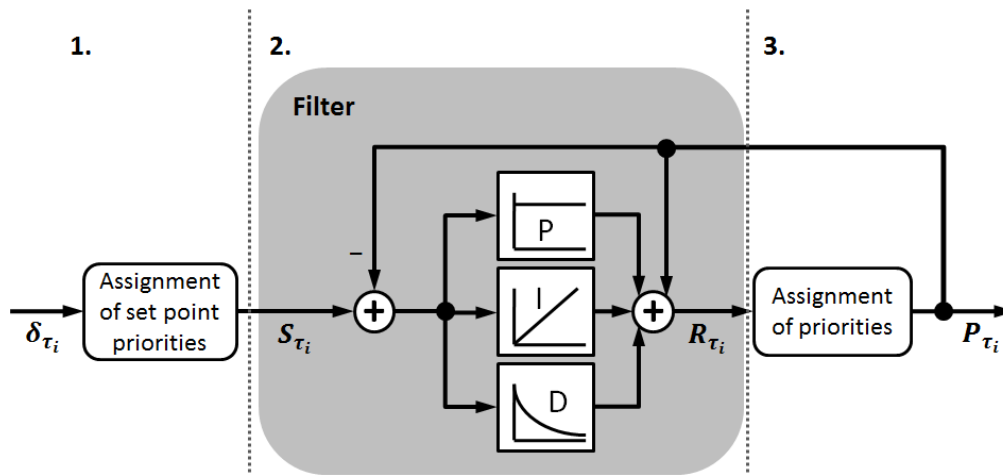 1.
2.
3.
Filter
P
Assignment
of set point
priorities
−
+
I
+
Assignment
of priorities
δτᵢ
Sτᵢ
Rτᵢ
Pτᵢ
D